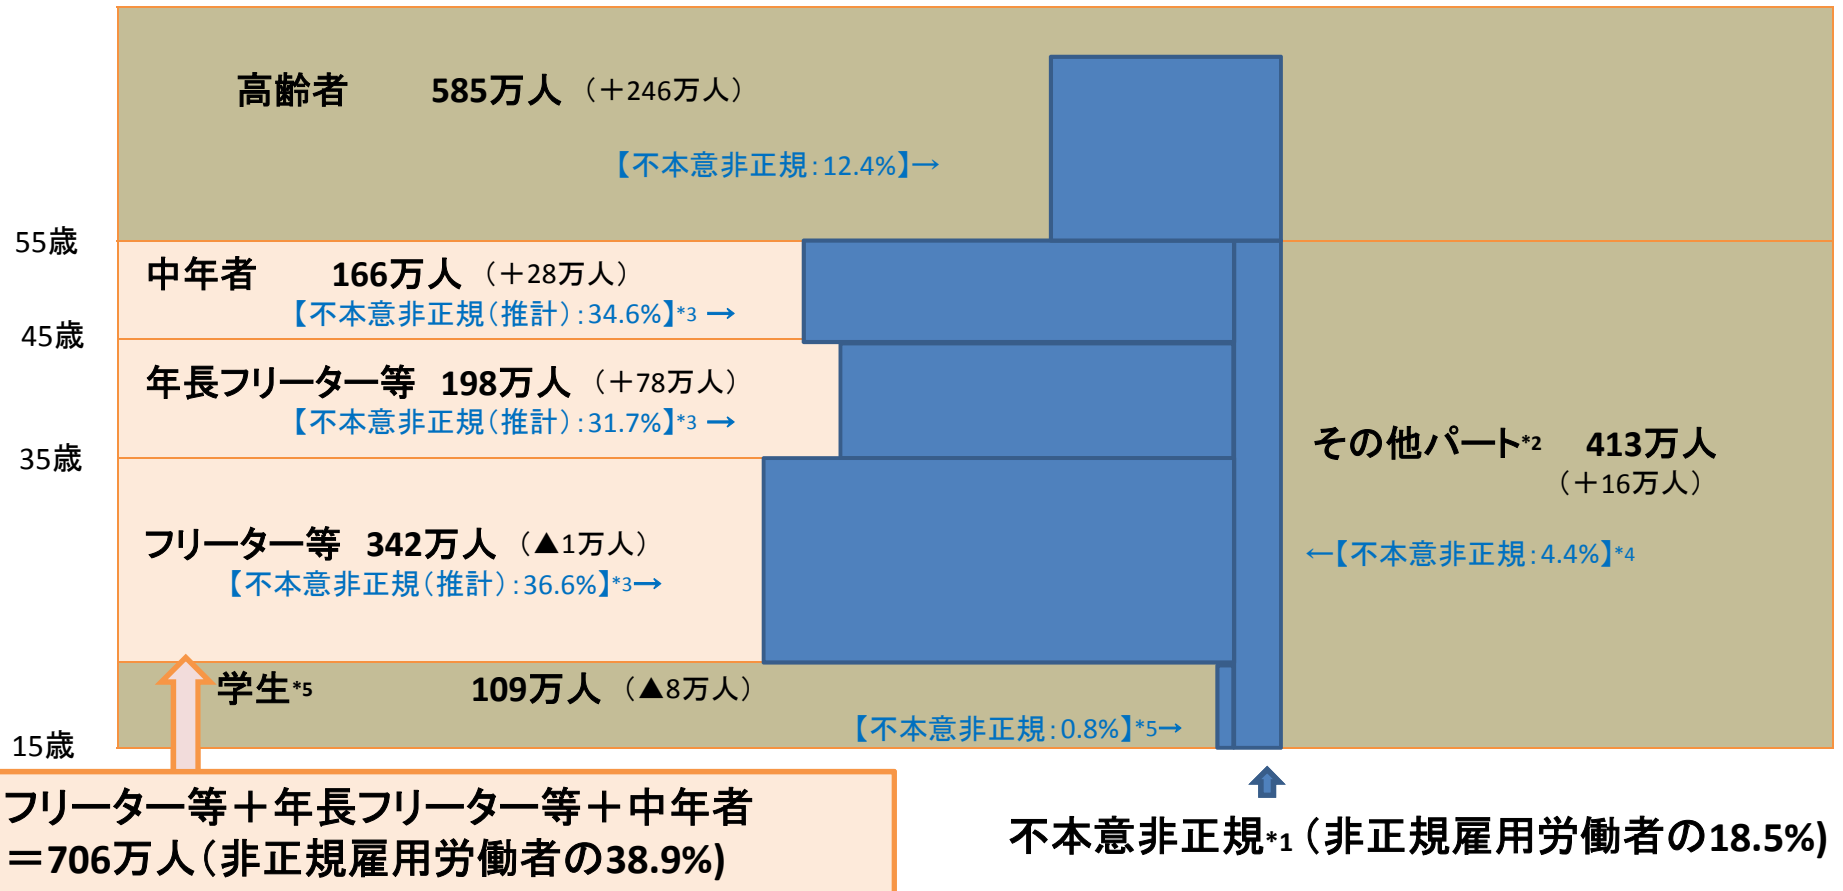 高齢者 585万人 (+246万人)
【不本意非正規:12.4%】→
55歳
中年者 166万人 (+28万人)
【不本意非正規(推計):34.6%】*3 →
45歳
年長フリーター等 198万人 (+78万人)
【不本意非正規(推計):31.7%】*3 →
35歳
その他パート*2 413万人
(+16万人)
フリーター等 342万人 (▲1万人)
【不本意非正規(推計):36.6%】*3→
←【不本意非正規:4.4%】*4
学生*5 109万人 (▲8万人)
【不本意非正規:0.8%】*5→
15歳
フリーター等+年長フリーター等+中年者
=706万人(非正規雇用労働者の38.9%)
不本意非正規*1(非正規雇用労働者の18.5%)